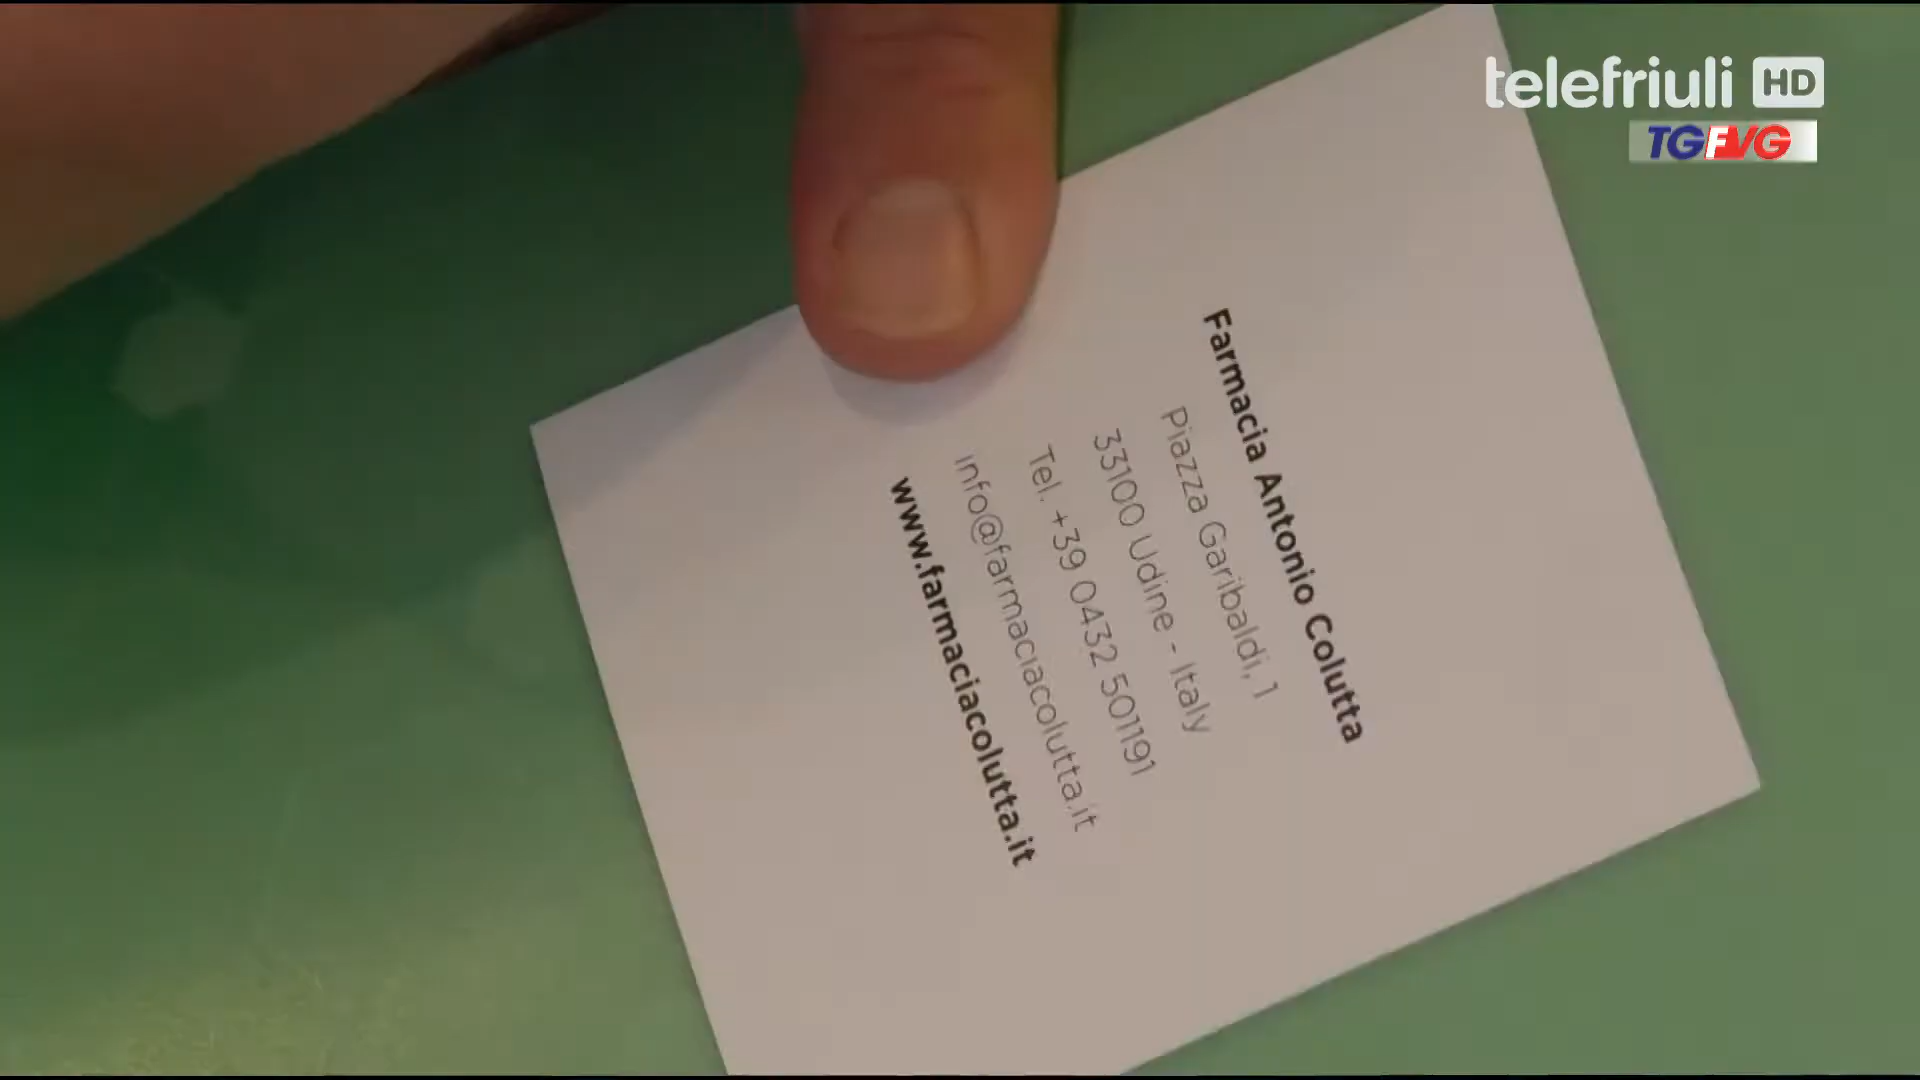 telefriuli HD
TGFVG
Farmacia Antonio Colutta
Piazza Garibaldi, 1
33100 Udine - Italy
Tel. +39 0432 501191
info@farmaciacolutta.it
www.farmaciacolutta.it